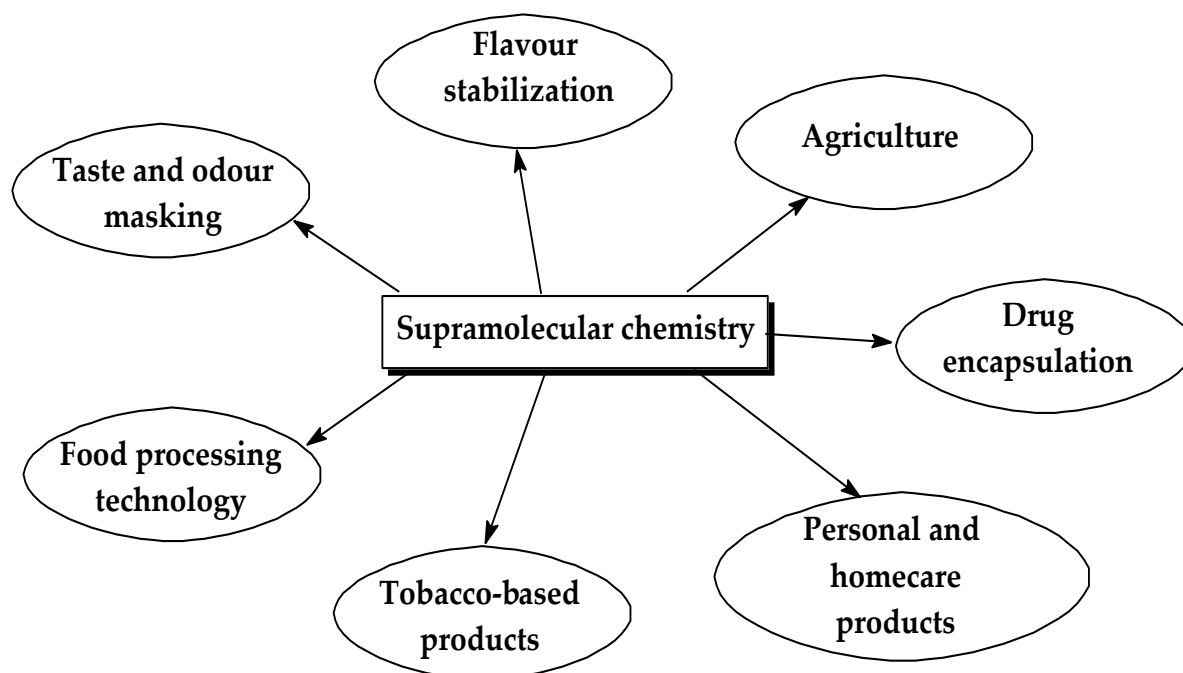 Flavour
stabilization
Agriculture
Taste and odour
masking
Supramolecular chemistry
Drug
encapsulation
Food processing
technology
Personal and
homecare
products
Tobacco-based
products